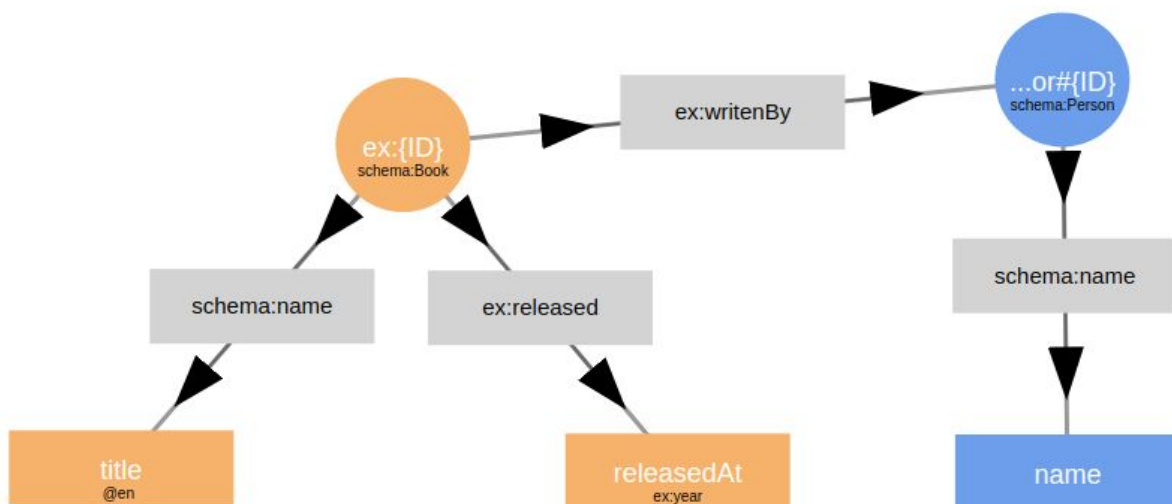 ...or#{ID}
schema:Person
ex:writenBy
ex:{ID}
schema:Book
schema:name
ex:released
schema:name
title
@en
releasedAt
ex:year
name